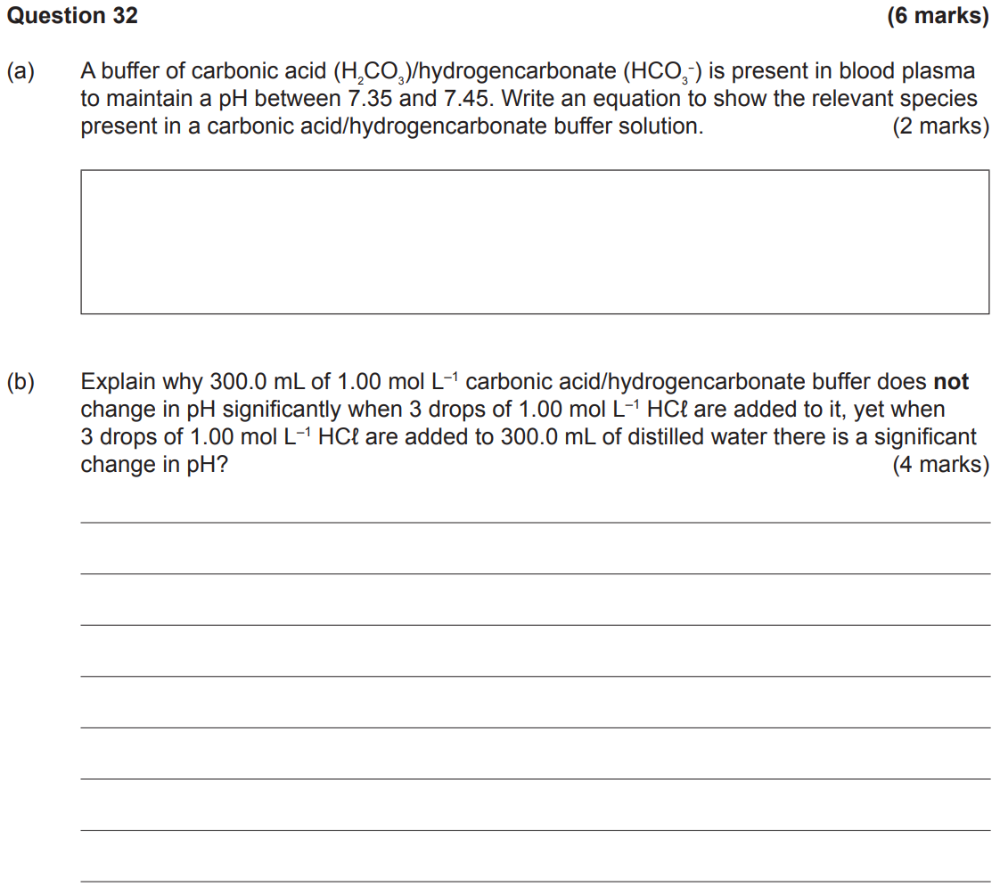 Question 32 (6 marks)
(a) A buffer of carbonic acid (H₂CO₃)/hydrogencarbonate (HCO₃⁻) is present in blood plasma
to maintain a pH between 7.35 and 7.45. Write an equation to show the relevant species
present in a carbonic acid/hydrogencarbonate buffer solution. (2 marks)
(b) Explain why 300.0 mL of 1.00 mol L⁻¹ carbonic acid/hydrogencarbonate buffer does not
change in pH significantly when 3 drops of 1.00 mol L⁻¹ HCℓ are added to it, yet when
3 drops of 1.00 mol L⁻¹ HCℓ are added to 300.0 mL of distilled water there is a significant
change in pH? (4 marks)